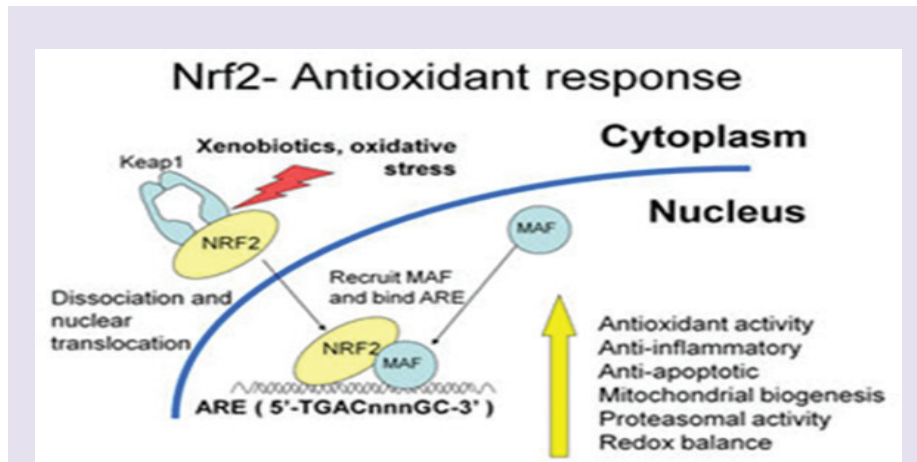 Nrf2- Antioxidant response
Cytoplasm
Xenobiotics, oxidative
stress
Keap1
Nucleus
NRF2
MAF
Recruit MAF
and bind ARE
Dissociation and
nuclear
translocation
NRF2
MAF
ARE ( 5'-TGACnnnGC-3' )
Antioxidant activity
Anti-inflammatory
Anti-apoptotic
Mitochondrial biogenesis
Proteasomal activity
Redox balance